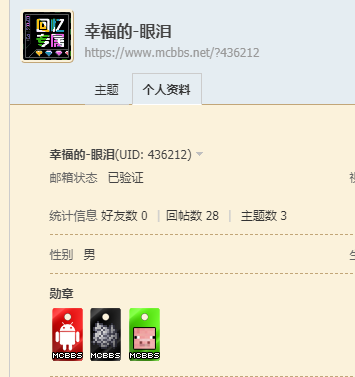 回忆
专属
幸福的-眼泪
https://www.mcbbs.net/?436212
主题 个人资料
幸福的-眼泪(UID: 436212)
邮箱状态 已验证
统计信息 好友数 0 | 回帖数 28 | 主题数 3
性别 男
勋章
MCBBS MCBBS MCBBS